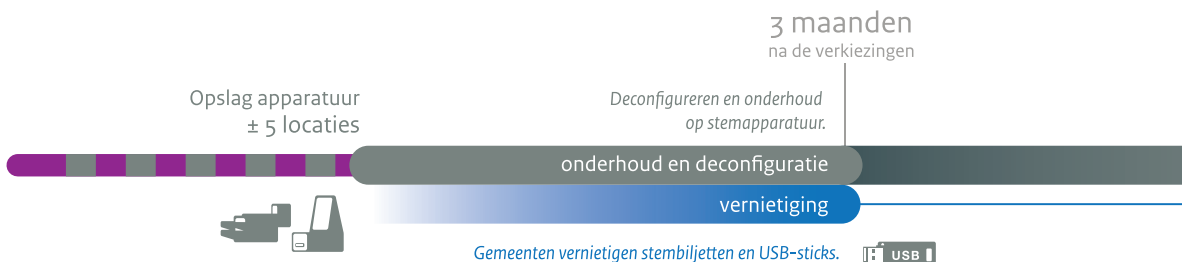 3 maanden
na de verkiezingen
Opslag apparatuur
± 5 locaties
Deconfigureren en onderhoud
op stemapparatuur.
onderhoud en deconfiguratie
vernietiging
Gemeenten vernietigen stembiljetten en USB-sticks.
USB